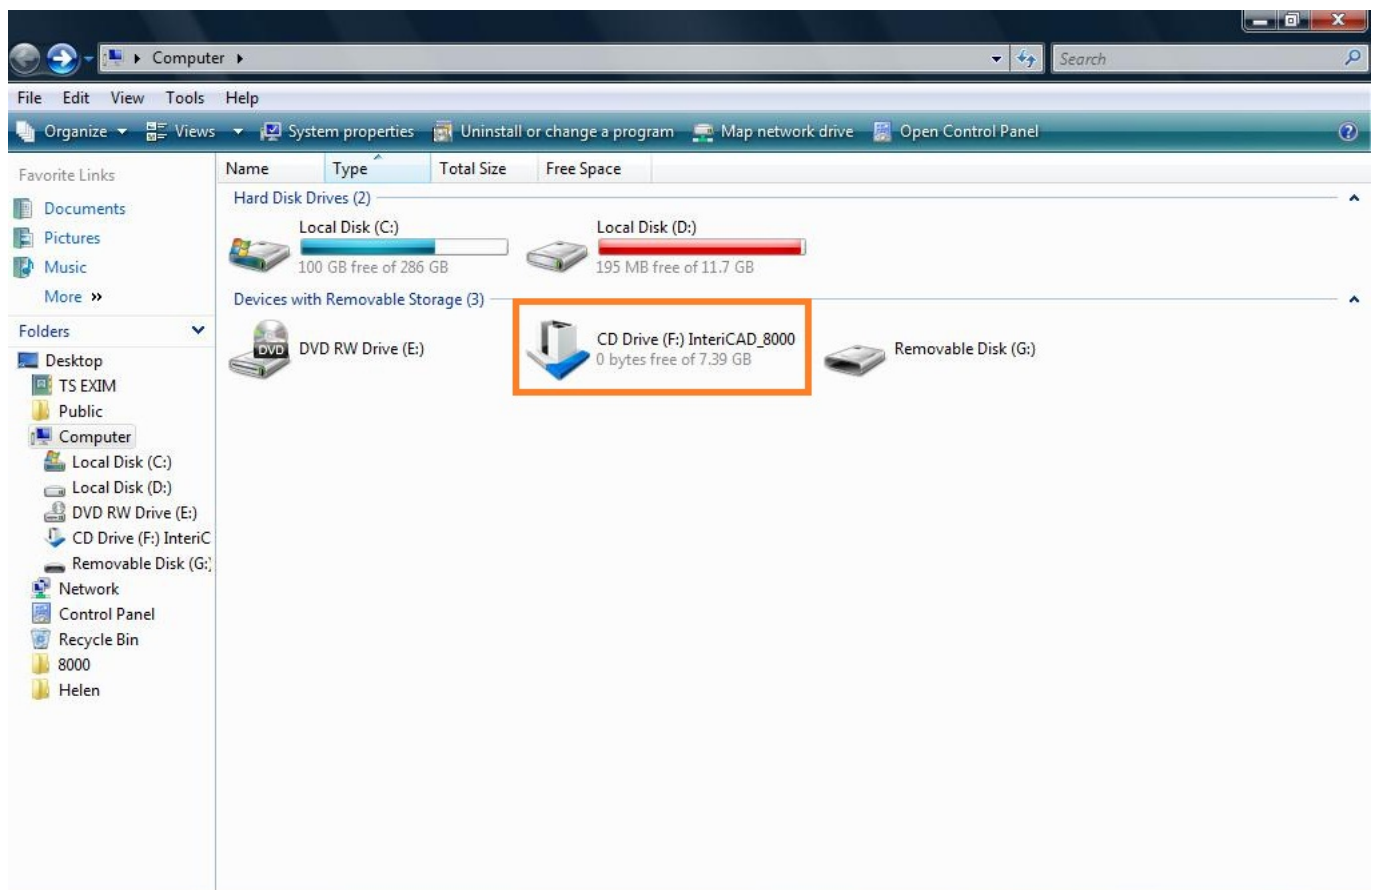 Computer
Search
File Edit View Tools Help
Organize Views System properties Uninstall or change a program Map network drive Open Control Panel
Favorite Links
Documents
Pictures
Music
More »
Folders
Desktop
TS EXIM
Public
Computer
Local Disk (C:)
Local Disk (D:)
DVD RW Drive (E:)
CD Drive (F:) InteriC
Removable Disk (G:)
Network
Control Panel
Recycle Bin
8000
Helen
Name Type Total Size Free Space
Hard Disk Drives (2)
Local Disk (C:)
100 GB free of 286 GB
Local Disk (D:)
195 MB free of 11.7 GB
Devices with Removable Storage (3)
DVD
DVD RW Drive (E:)
CD Drive (F:) InteriCAD_8000
0 bytes free of 7.39 GB
Removable Disk (G:)